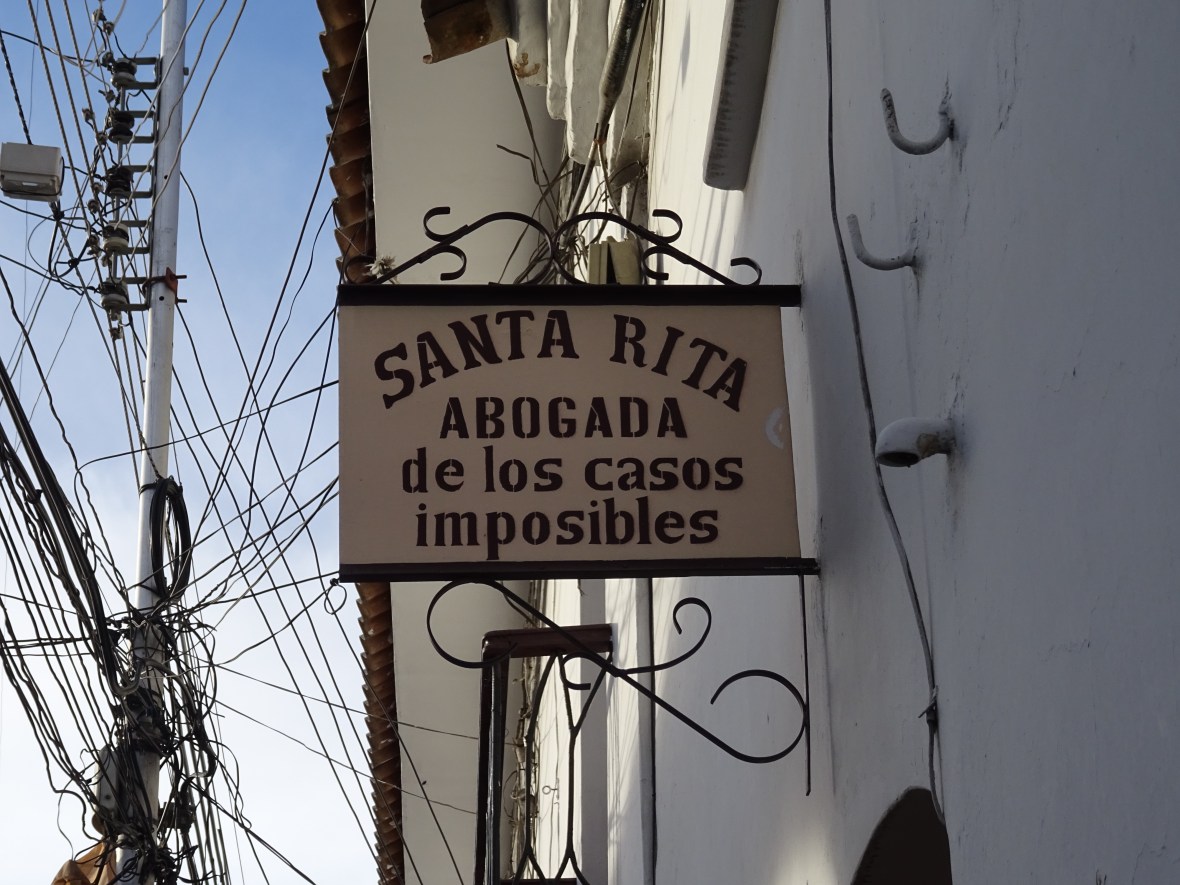 SANTA RITA
ABOGADA
de los casos
imposibles